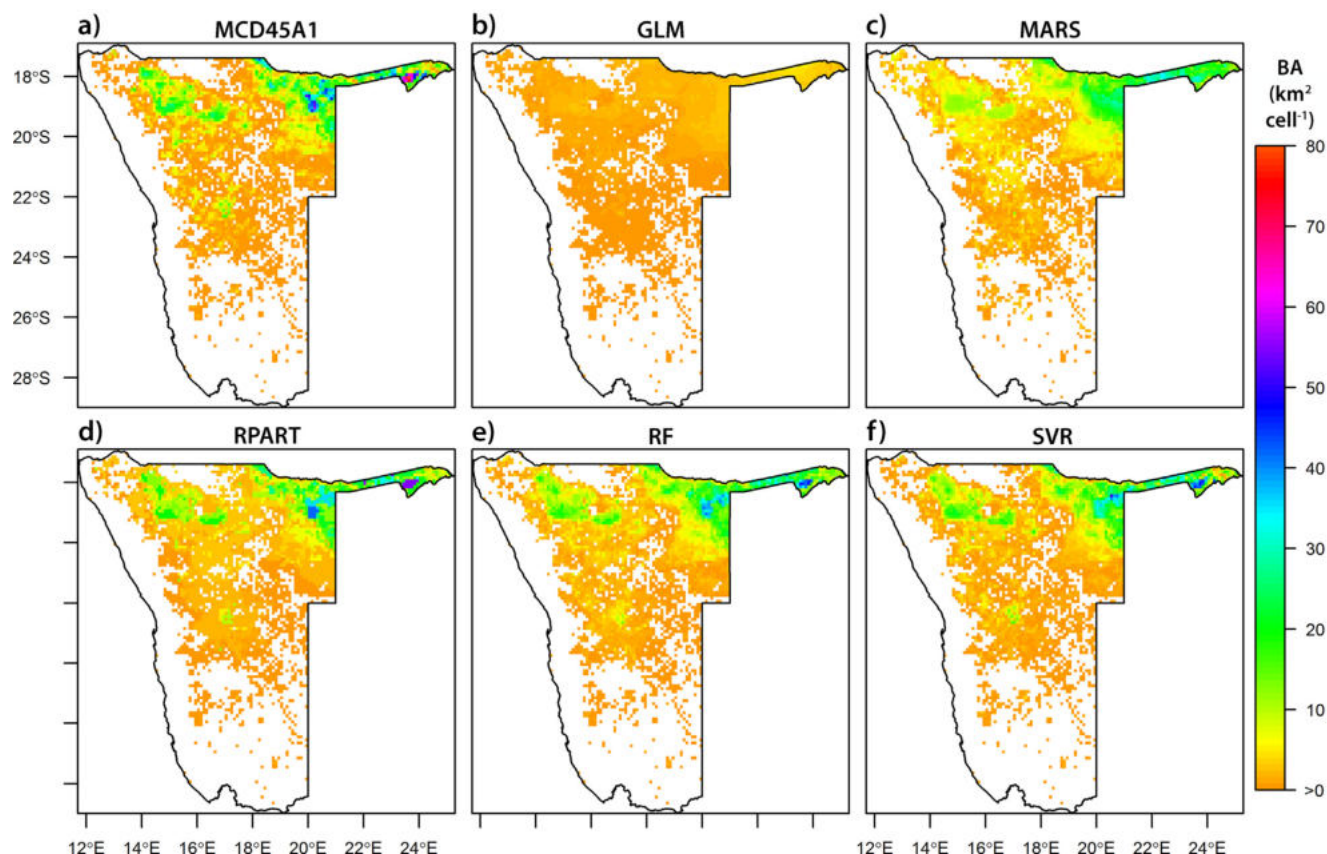 a) MCD45A1
b) GLM
c) MARS
18°S
20°S
22°S
24°S
26°S
28°S
BA
(km²
cell⁻¹)
80
70
60
50
40
30
20
10
>0
d) RPART
e) RF
f) SVR
12°E 14°E 16°E 18°E 20°E 22°E 24°E
12°E 14°E 16°E 18°E 20°E 22°E 24°E